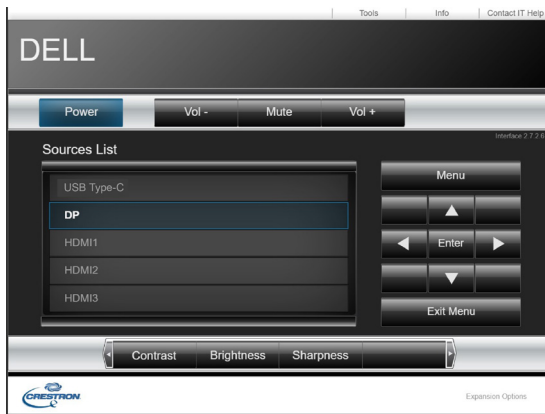 Tools Info Contact IT Help
DELL
Power Vol - Mute Vol +
Interface 2.7.2.6
Sources List
Menu
USB Type-C
DP
HDMI1
Enter
HDMI2
HDMI3
Exit Menu
Contrast Brightness Sharpness
CRESTRON
Expansion Options